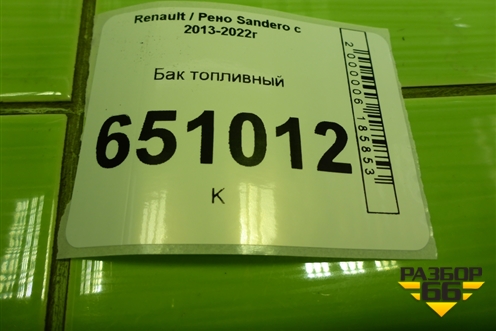 Renault / Рено Sandero с
2013-2022г
Бак топливный
651012
К
2000006185853
РАЗБОР
66